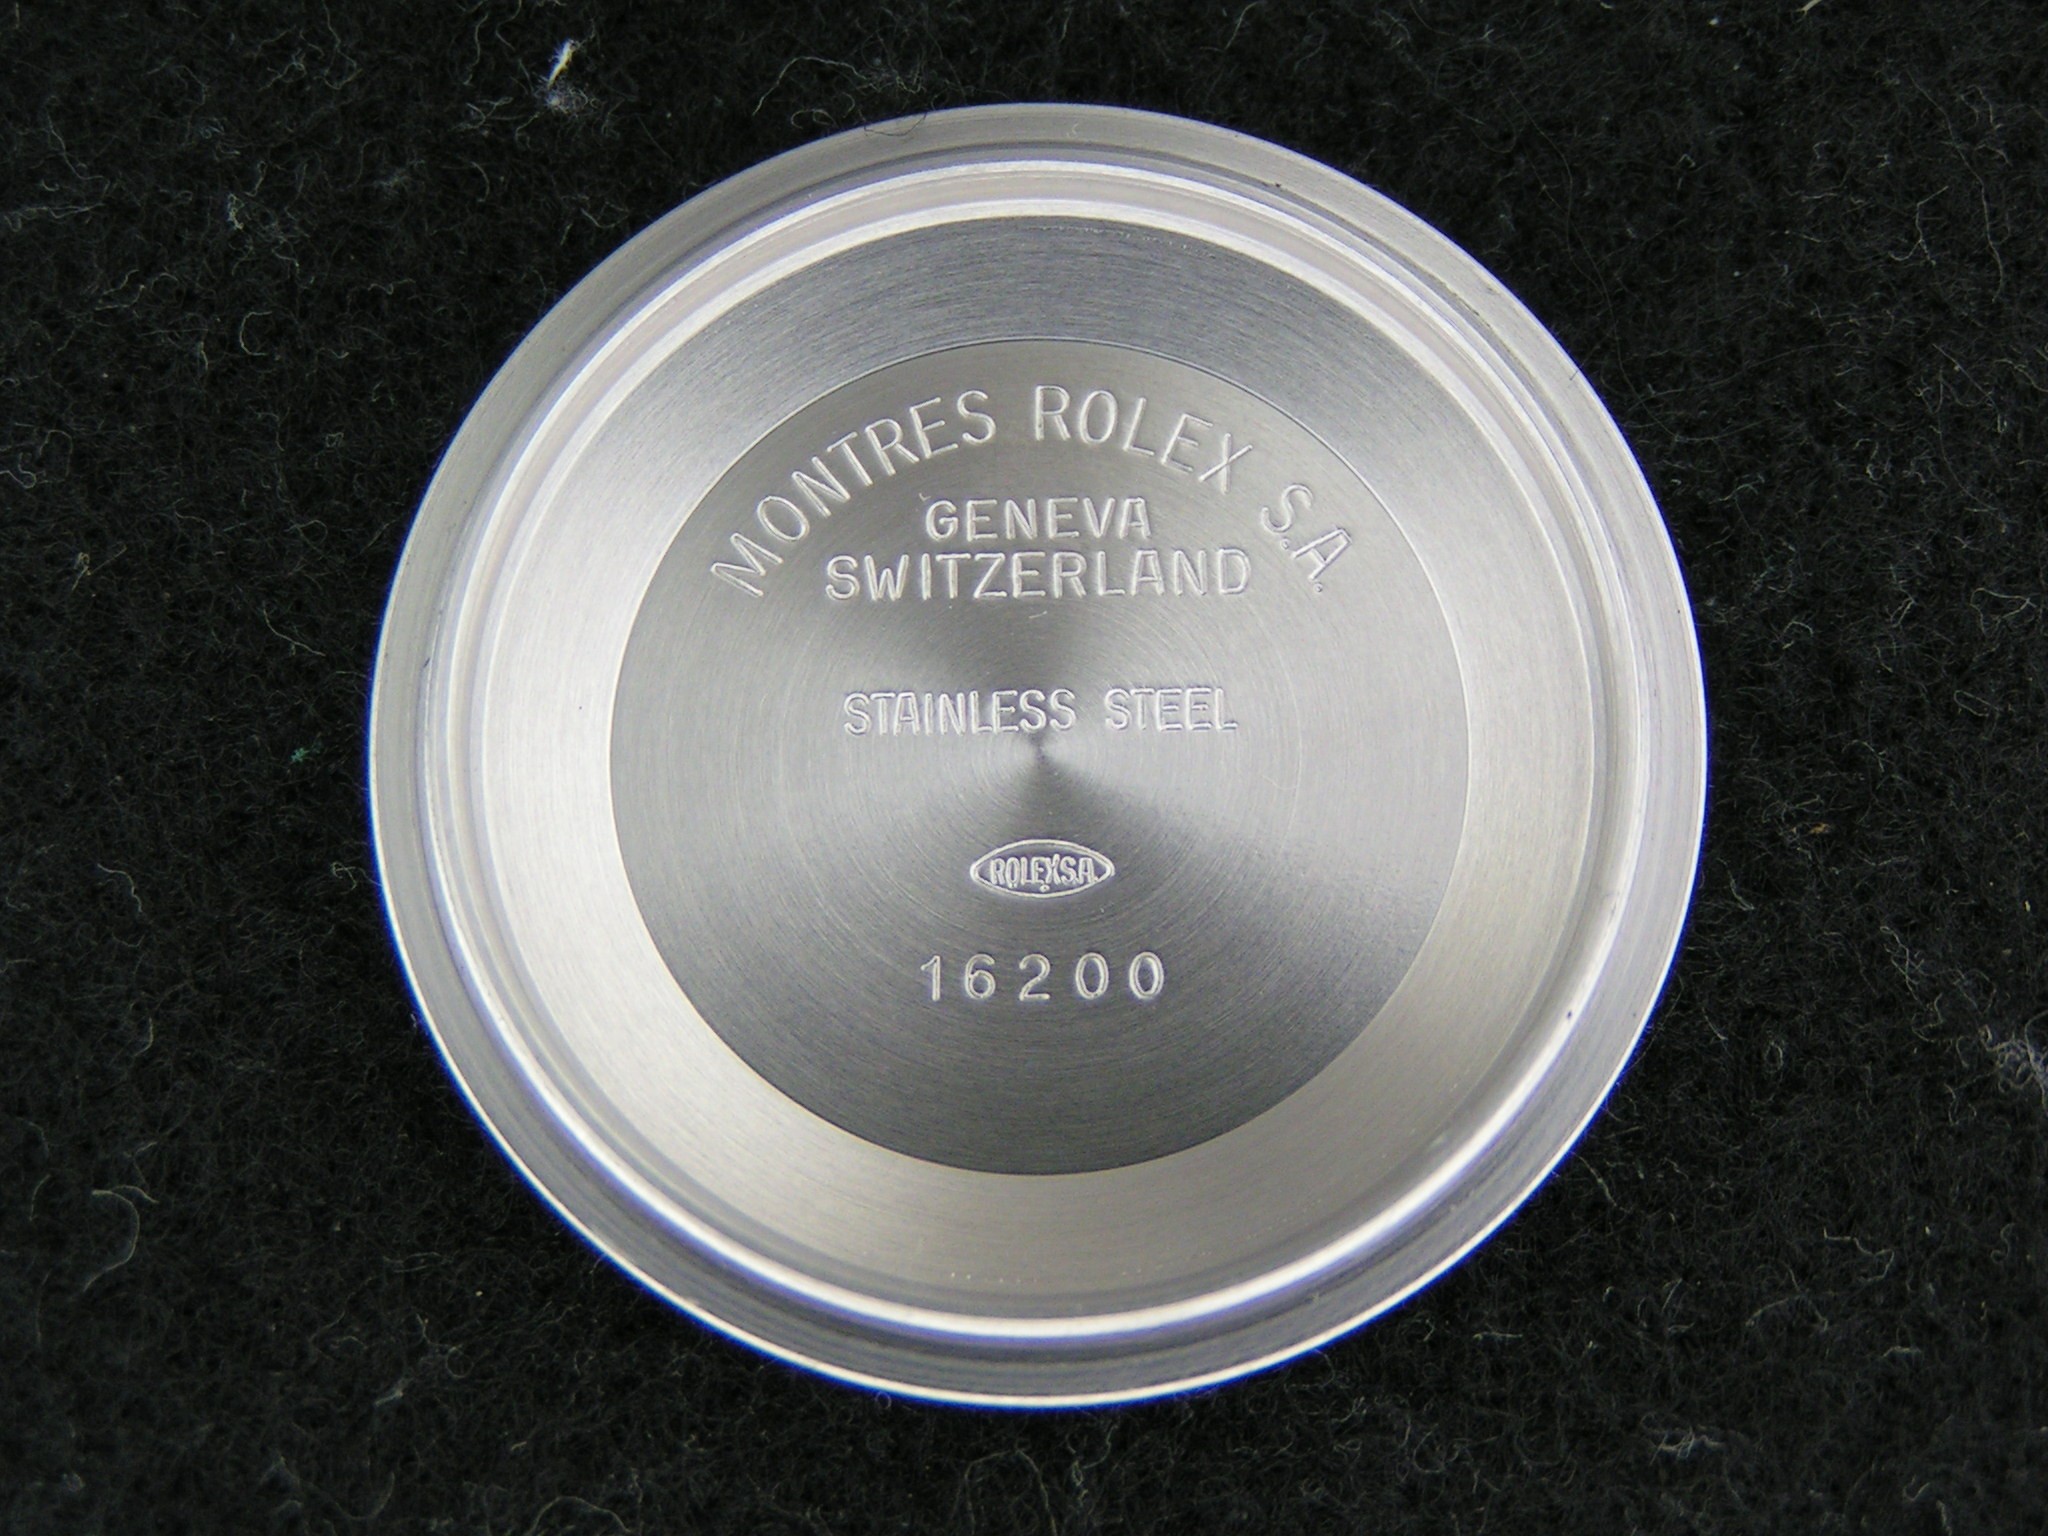 MONTRES ROLEX S.A.
GENEVA
SWITZERLAND
STAINLESS STEEL
ROLEX S.A.
16200